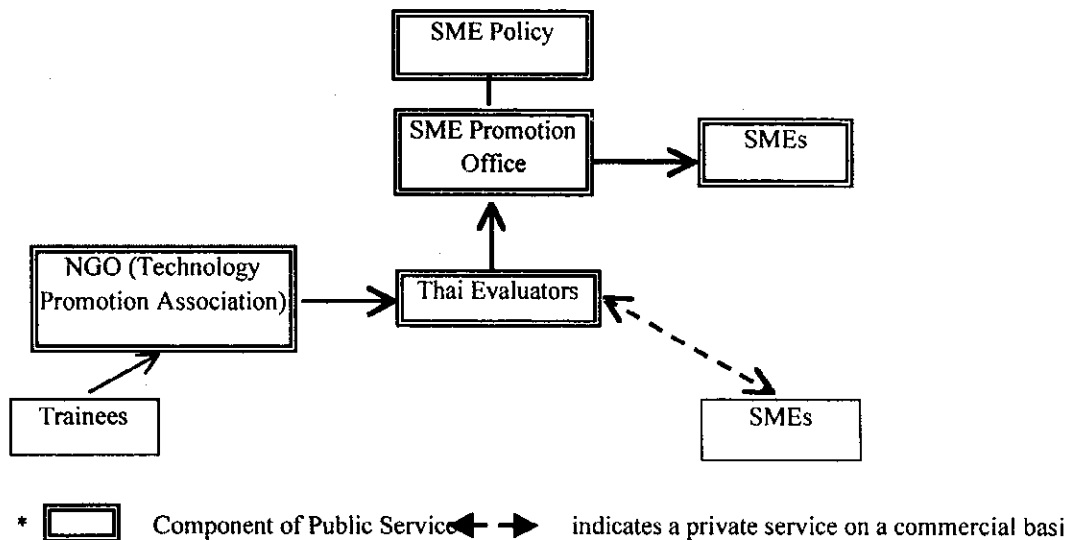 SME Policy
SME Promotion
Office
SMEs
NGO (Technology
Promotion Association)
Thai Evaluators
Trainees
SMEs
* Component of Public Service indicates a private service on a commercial basi